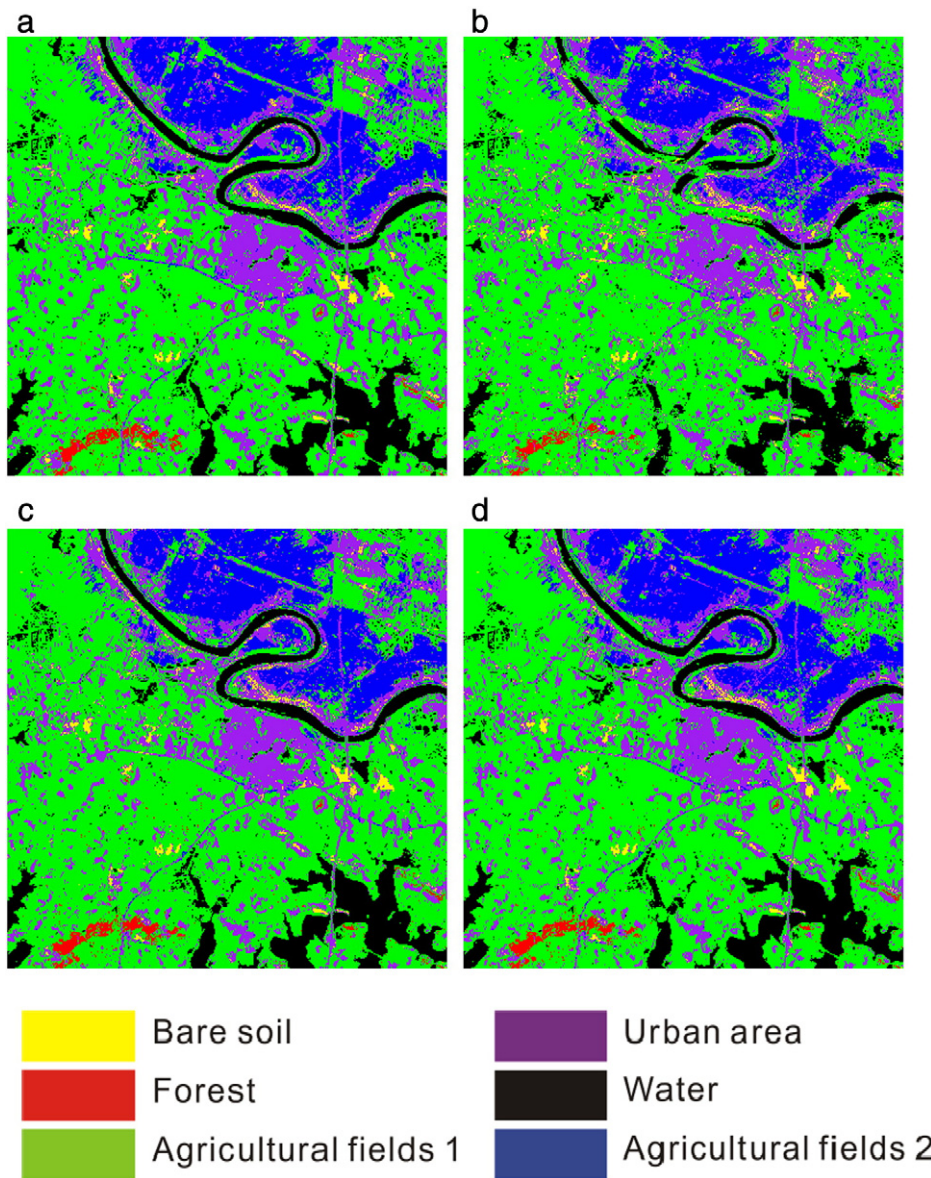 a
b
c
d
Bare soil
Urban area
Forest
Water
Agricultural fields 1
Agricultural fields 2